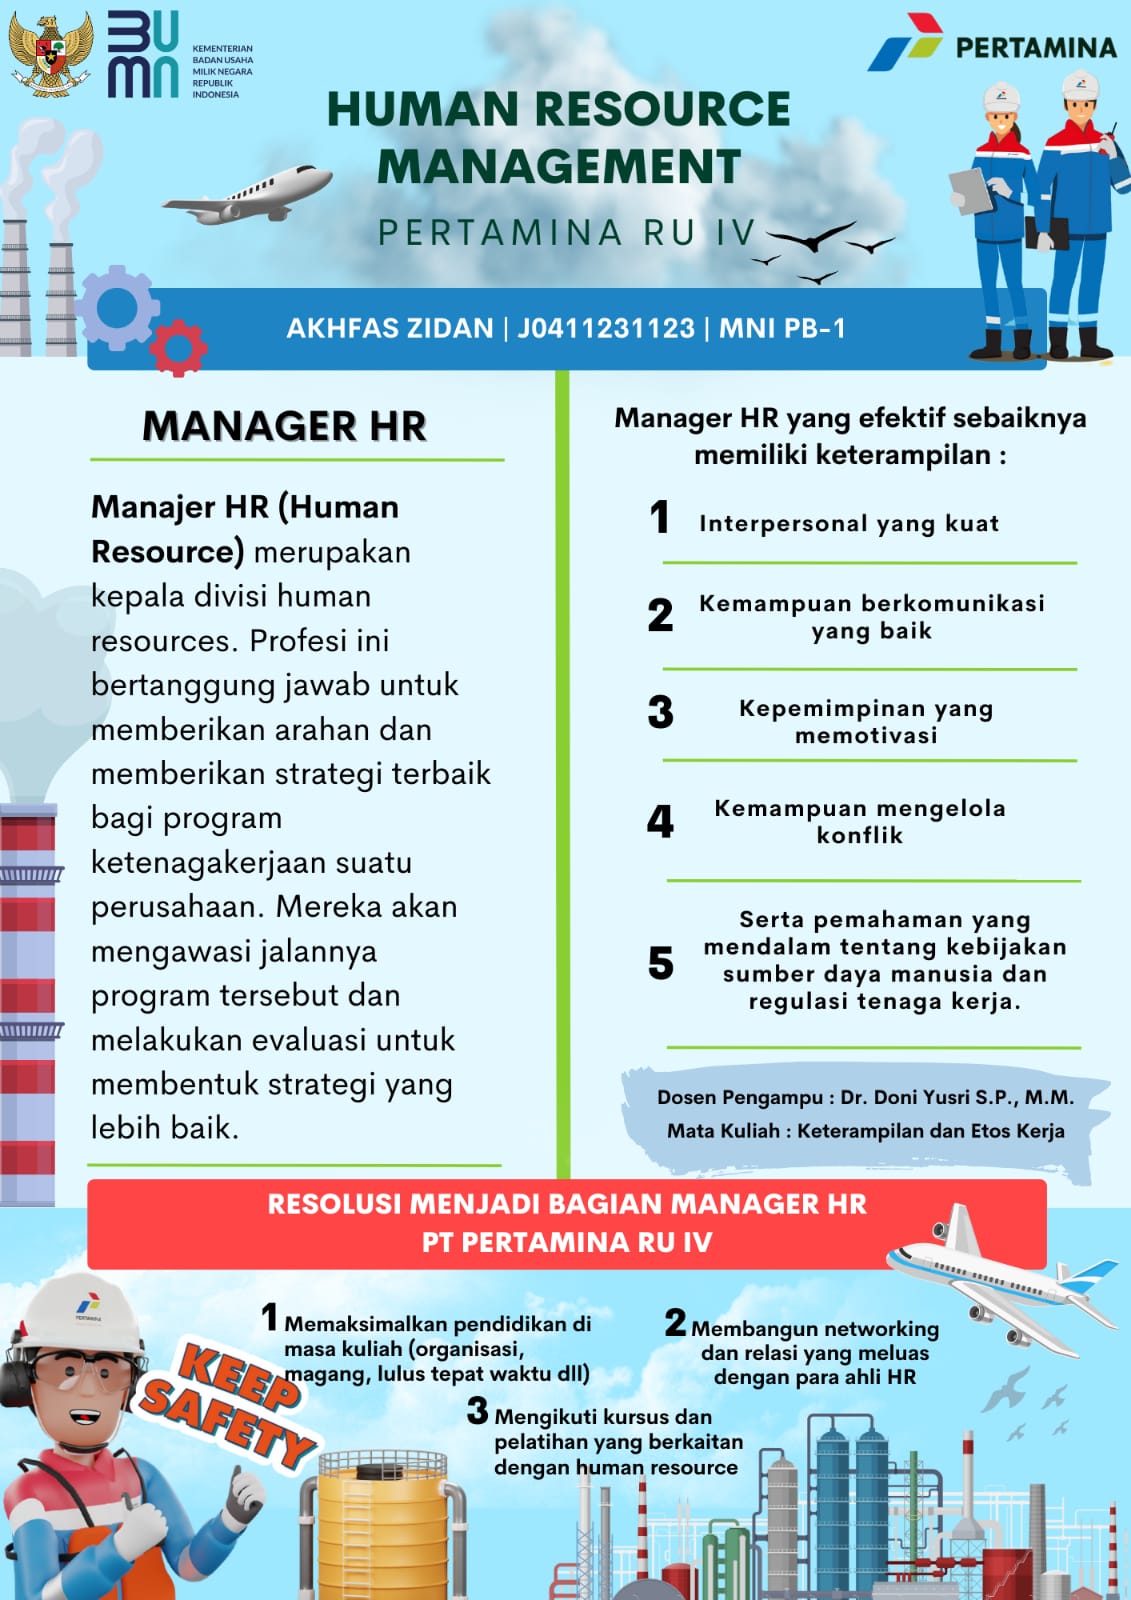 KEMENTERIAN
BADAN USAHA
MILIK NEGARA
REPUBLIK
INDONESIA
BUMN
PERTAMINA
HUMAN RESOURCE
MANAGEMENT
PERTAMINA RU IV
AKHFAS ZIDAN | J0411231123 | MNI PB-1
MANAGER HR
Manajer HR (Human
Resource) merupakan
kepala divisi human
resources. Profesi ini
bertanggung jawab untuk
memberikan arahan dan
memberikan strategi terbaik
bagi program
ketenagakerjaan suatu
perusahaan. Mereka akan
mengawasi jalannya
program tersebut dan
melakukan evaluasi untuk
membentuk strategi yang
lebih baik.
Manager HR yang efektif sebaiknya
memiliki keterampilan :
1 Interpersonal yang kuat
2 Kemampuan berkomunikasi
yang baik
3 Kepemimpinan yang
memotivasi
4 Kemampuan mengelola
konflik
5 Serta pemahaman yang
mendalam tentang kebijakan
sumber daya manusia dan
regulasi tenaga kerja.
Dosen Pengampu : Dr. Doni Yusri S.P., M.M.
Mata Kuliah : Keterampilan dan Etos Kerja
RESOLUSI MENJADI BAGIAN MANAGER HR
PT PERTAMINA RU IV
1 Memaksimalkan pendidikan di
masa kuliah (organisasi,
magang, lulus tepat waktu dll)
2 Membangun networking
dan relasi yang meluas
dengan para ahli HR
3 Mengikuti kursus dan
pelatihan yang berkaitan
dengan human resource
PERTAMINA
KEEP
SAFETY